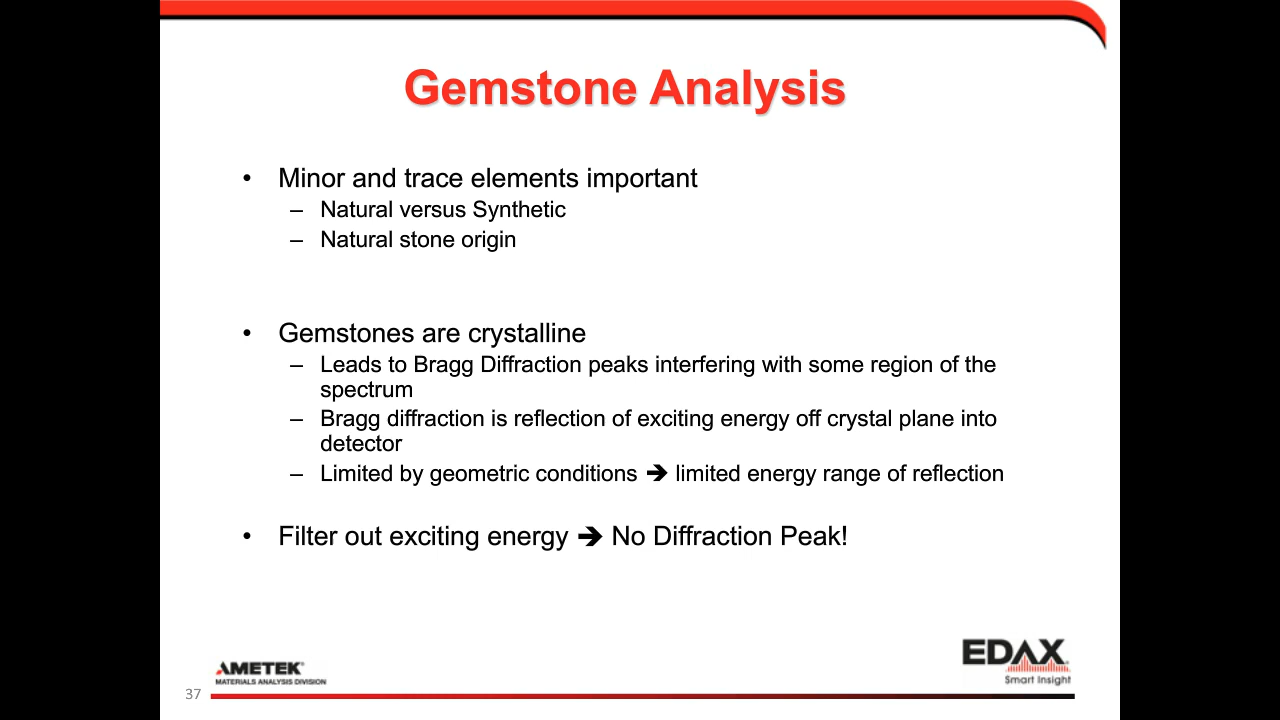 Gemstone Analysis
• Minor and trace elements important
– Natural versus Synthetic
– Natural stone origin
• Gemstones are crystalline
– Leads to Bragg Diffraction peaks interfering with some region of the
spectrum
– Bragg diffraction is reflection of exciting energy off crystal plane into
detector
– Limited by geometric conditions ➔ limited energy range of reflection
• Filter out exciting energy ➔ No Diffraction Peak!
AMETEK®
MATERIALS ANALYSIS DIVISION
EDAX
Smart Insight
37